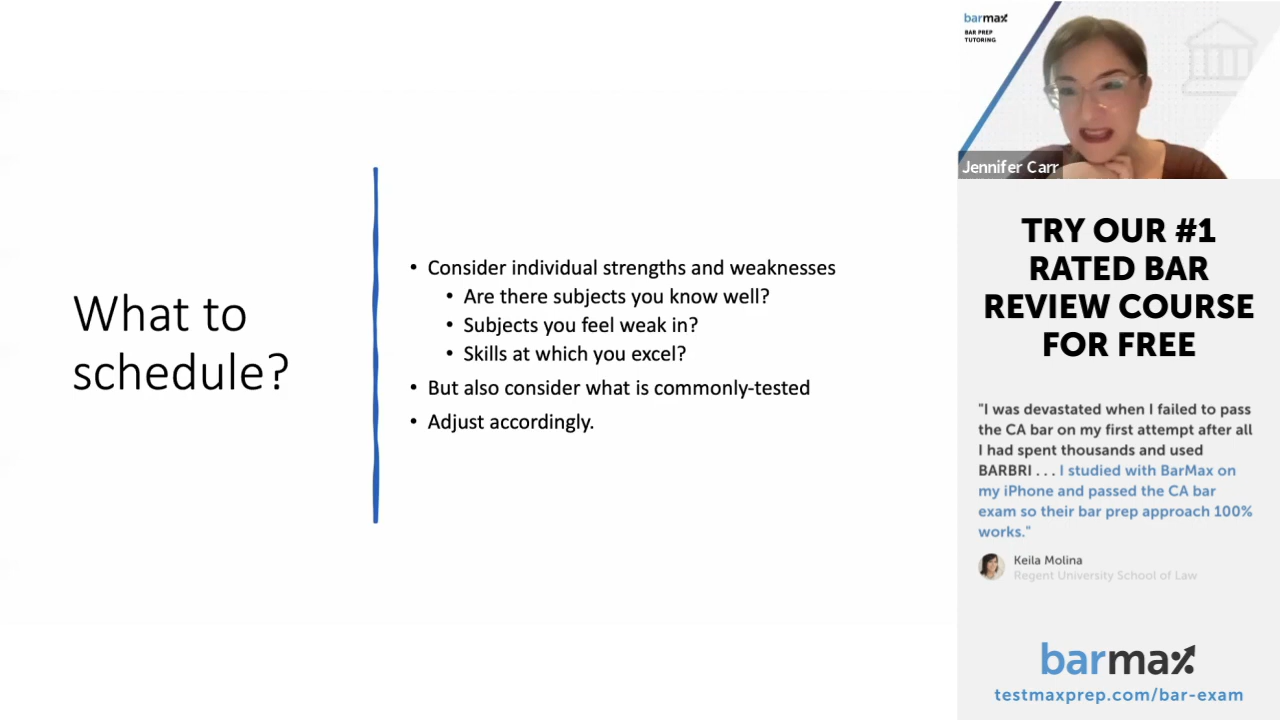 What to
schedule?
• Consider individual strengths and weaknesses
• Are there subjects you know well?
• Subjects you feel weak in?
• Skills at which you excel?
• But also consider what is commonly-tested
• Adjust accordingly.
barmax
BAR PREP
TUTORING
Jennifer Carr
TRY OUR #1
RATED BAR
REVIEW COURSE
FOR FREE
"I was devastated when I failed to pass
the CA bar on my first attempt after all
I had spent thousands and used
BARBRI . . . I studied with BarMax on
my iPhone and passed the CA bar
exam so their bar prep approach 100%
works."
Keila Molina
Regent University School of Law
barmax
testmaxprep.com/bar-exam